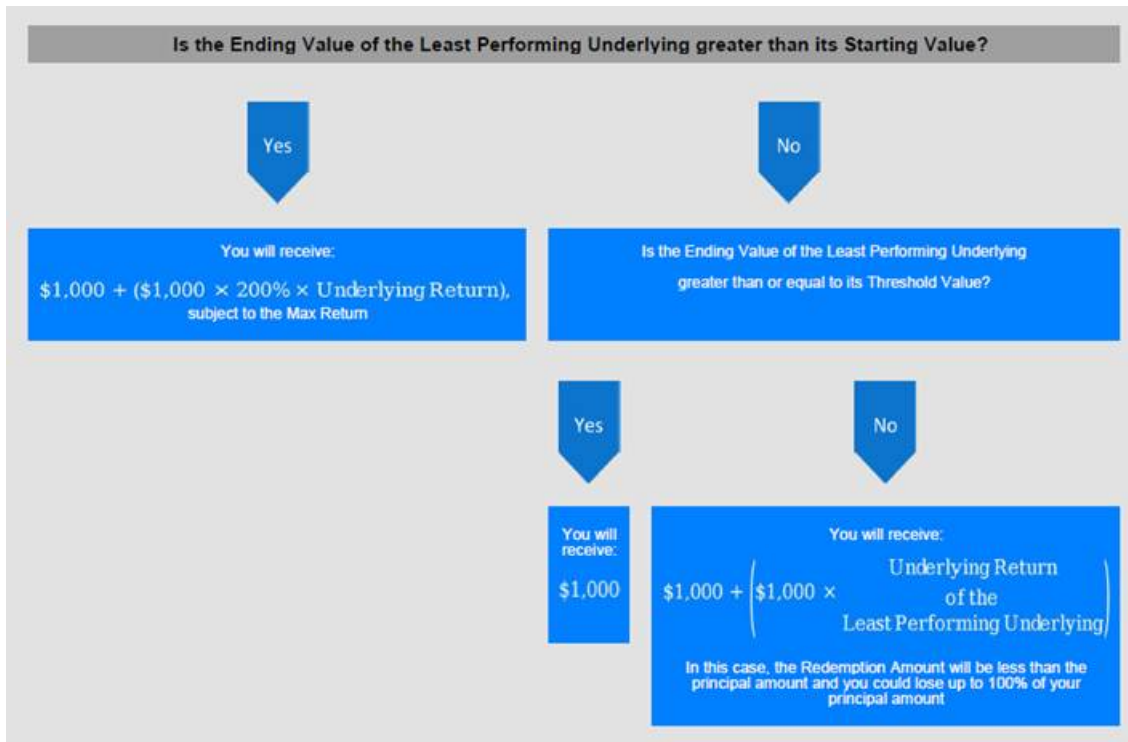 Is the Ending Value of the Least Performing Underlying greater than its Starting Value?
Yes
No
You will receive:
$1,000 + ($1,000 × 200% × Underlying Return),
subject to the Max Return
Is the Ending Value of the Least Performing Underlying
greater than or equal to its Threshold Value?
Yes
No
You will
receive:
$1,000
You will receive:
$1,000 + ($1,000 × Underlying Return
of the
Least Performing Underlying)
In this case, the Redemption Amount will be less than the
principal amount and you could lose up to 100% of your
principal amount